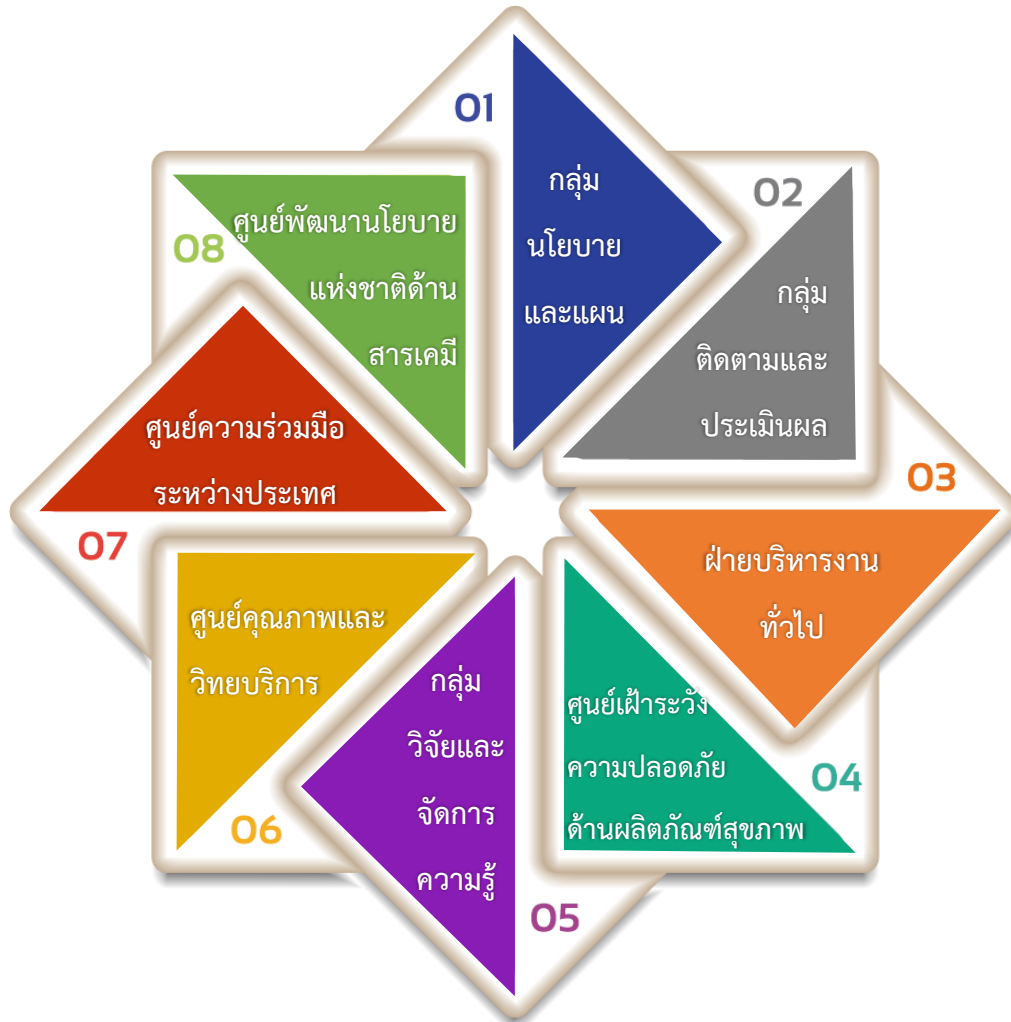 01
กลุ่ม
นโยบาย
และแผน
02
กลุ่ม
ติดตามและ
ประเมินผล
03
ฝ่ายบริหารงาน
ทั่วไป
04
ศูนย์เฝ้าระวัง
ความปลอดภัย
ด้านผลิตภัณฑ์สุขภาพ
05
กลุ่ม
วิจัยและ
จัดการ
ความรู้
06
ศูนย์คุณภาพและ
วิทยบริการ
07
ศูนย์ความร่วมมือ
ระหว่างประเทศ
08
ศูนย์พัฒนานโยบาย
แห่งชาติด้าน
สารเคมี